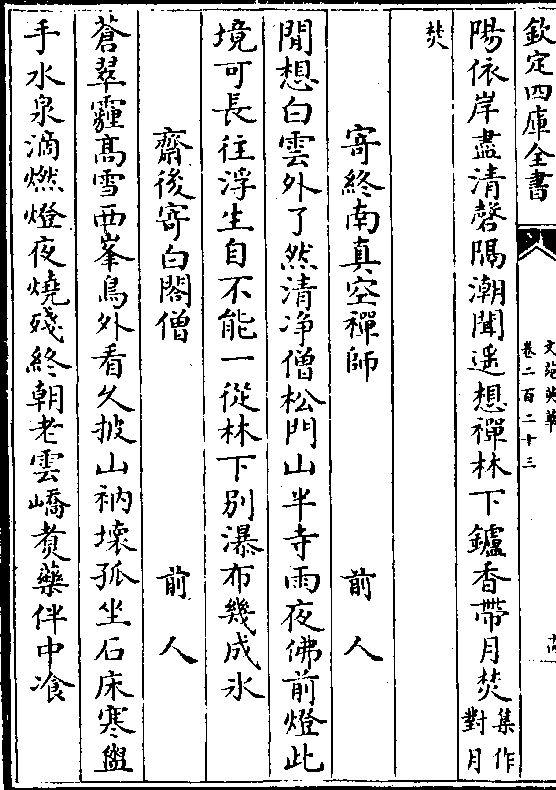 欽定四庫全書
文苑英華
卷二百二十三
陽依岸盡清磬隔潮聞遥想禪林下鑪香帶月焚集作對月
焚
寄終南真空禪師 前人
閒想白雲外了然清净僧松門山半寺雨夜佛前燈此
境可長往浮生自不能一從林下別瀑布幾成氷
齋後寄白閣僧 前人
蒼翠霾髙雪西峯鳥外看久披山衲壞孤坐石床寒盥
手水泉滴燃燈夜燒殘終朝老雲嶠煑藥伴中飡